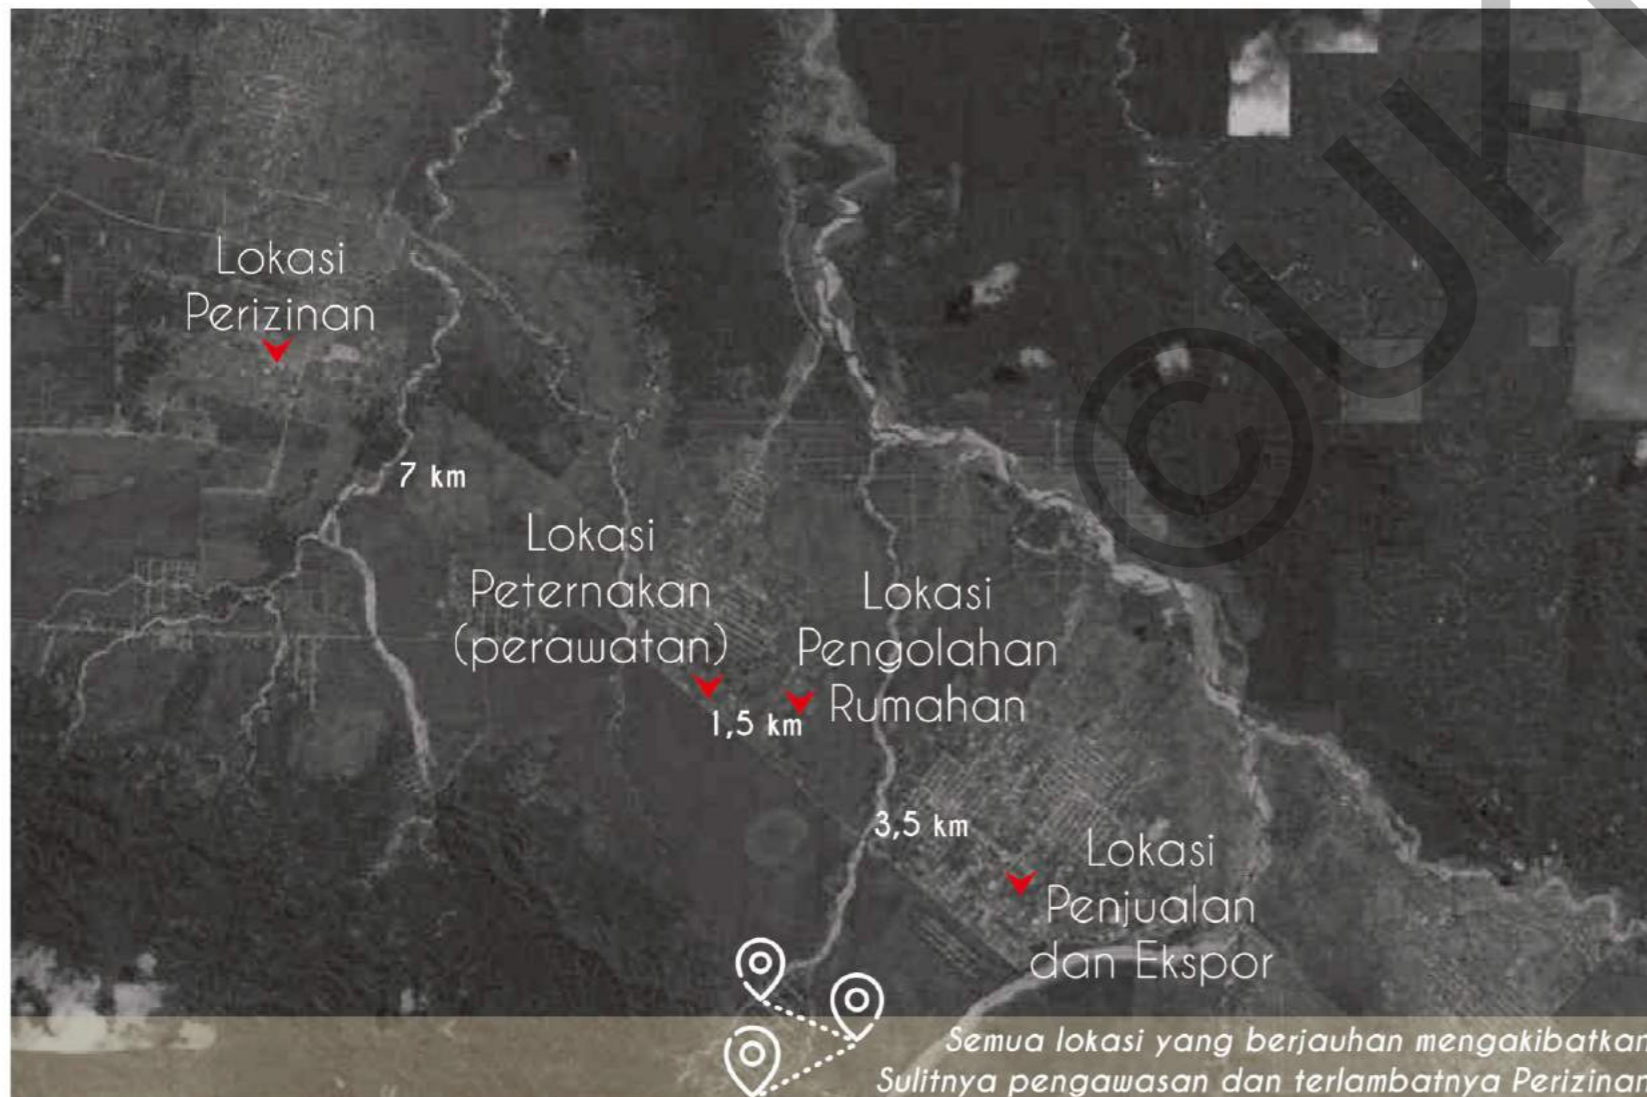 Lokasi
Perizinan
7 km
Lokasi
Peternakan
(perawatan)
Lokasi
Pengolahan
Rumahan
1,5 km
3,5 km
Lokasi
Penjualan
dan Ekspor
Semua lokasi yang berjauhan mengakibatkan
Sulitnya pengawasan dan terlambatnya Perizinan